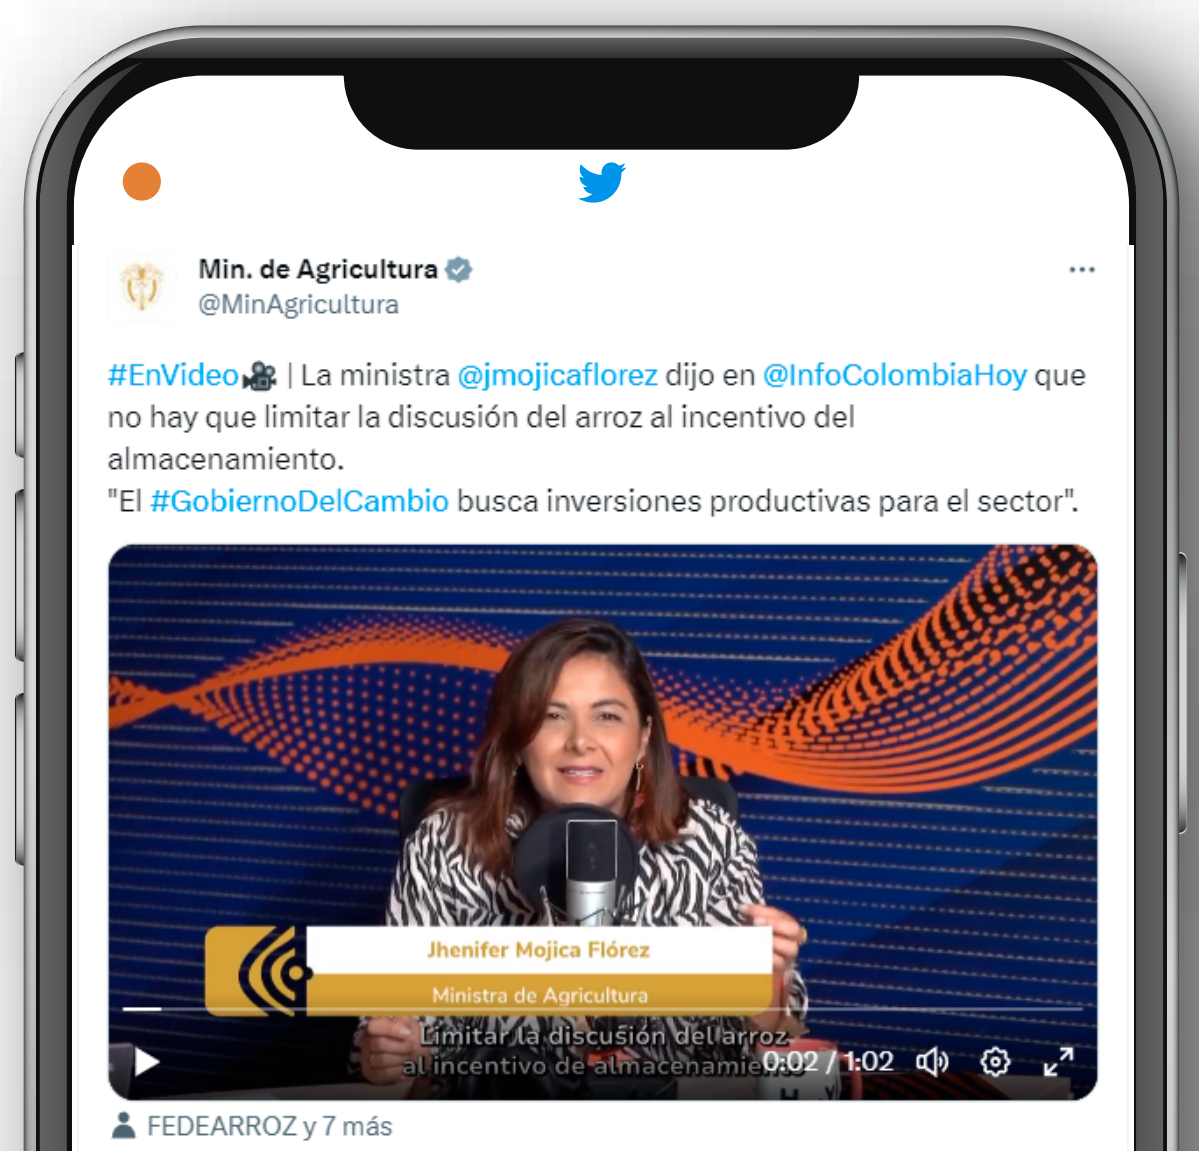 Min. de Agricultura
@MinAgricultura
#EnVideo🎥 | La ministra @jmojicaflorez dijo en @InfoColombiaHoy que
no hay que limitar la discusión del arroz al incentivo del
almacenamiento.
"El #GobiernoDelCambio busca inversiones productivas para el sector".
Jhenifer Mojica Flórez
Ministra de Agricultura
Limitar la discusión del arroz
al incentivo de almacenamie
0:02 / 1:02
FEDEARROZ y 7 más